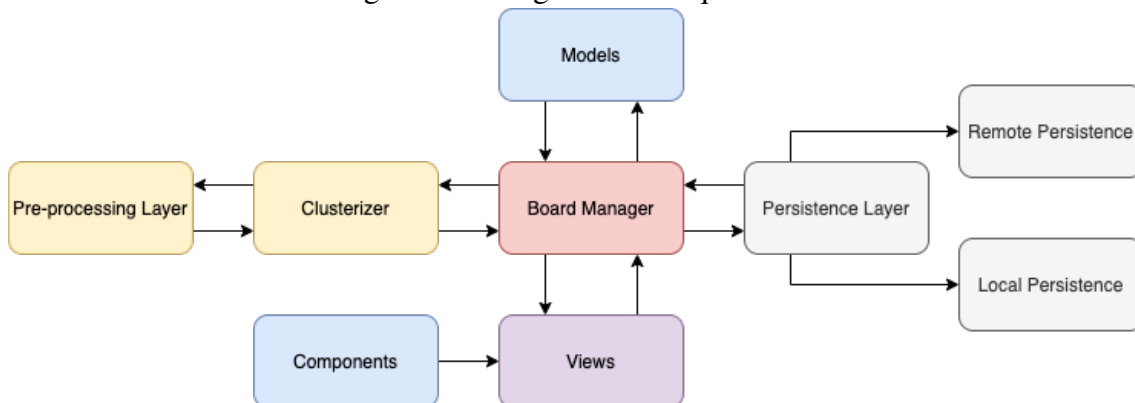 Models
Remote Persistence
Pre-processing Layer
Clusterizer
Board Manager
Persistence Layer
Local Persistence
Components
Views